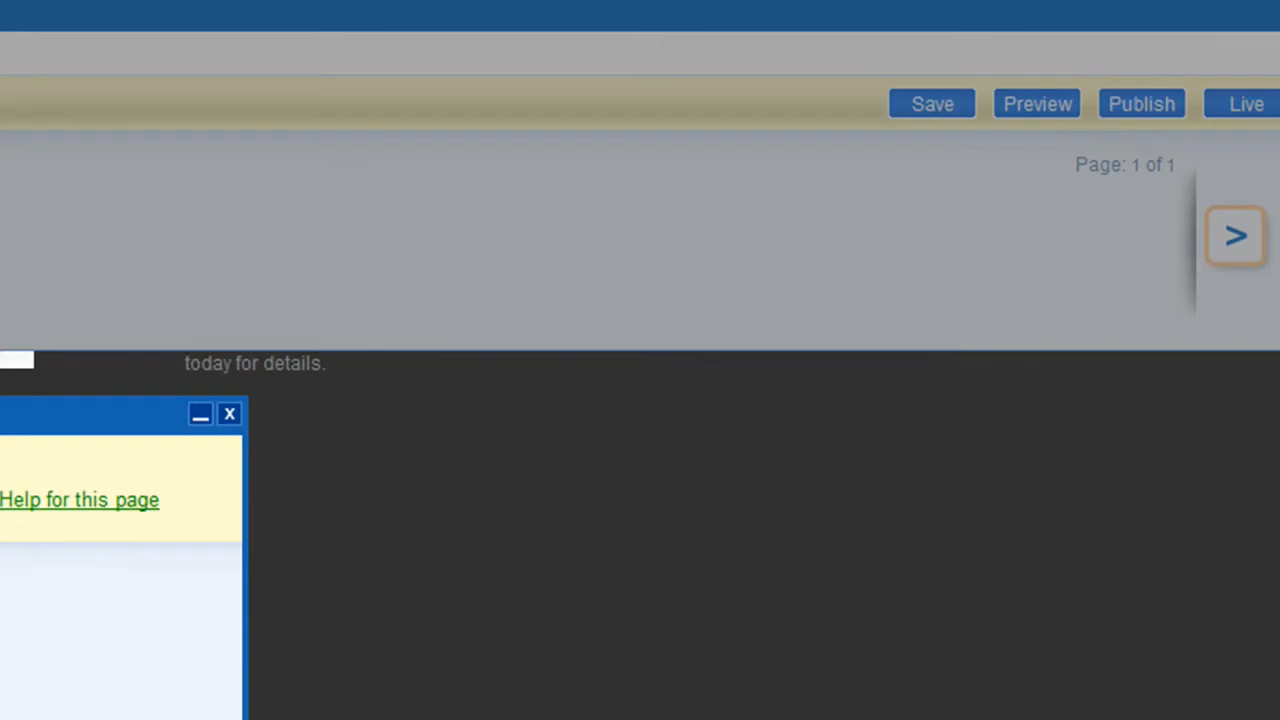 Save Preview Publish Live
Page: 1 of 1
>
today for details.
X
Help for this page